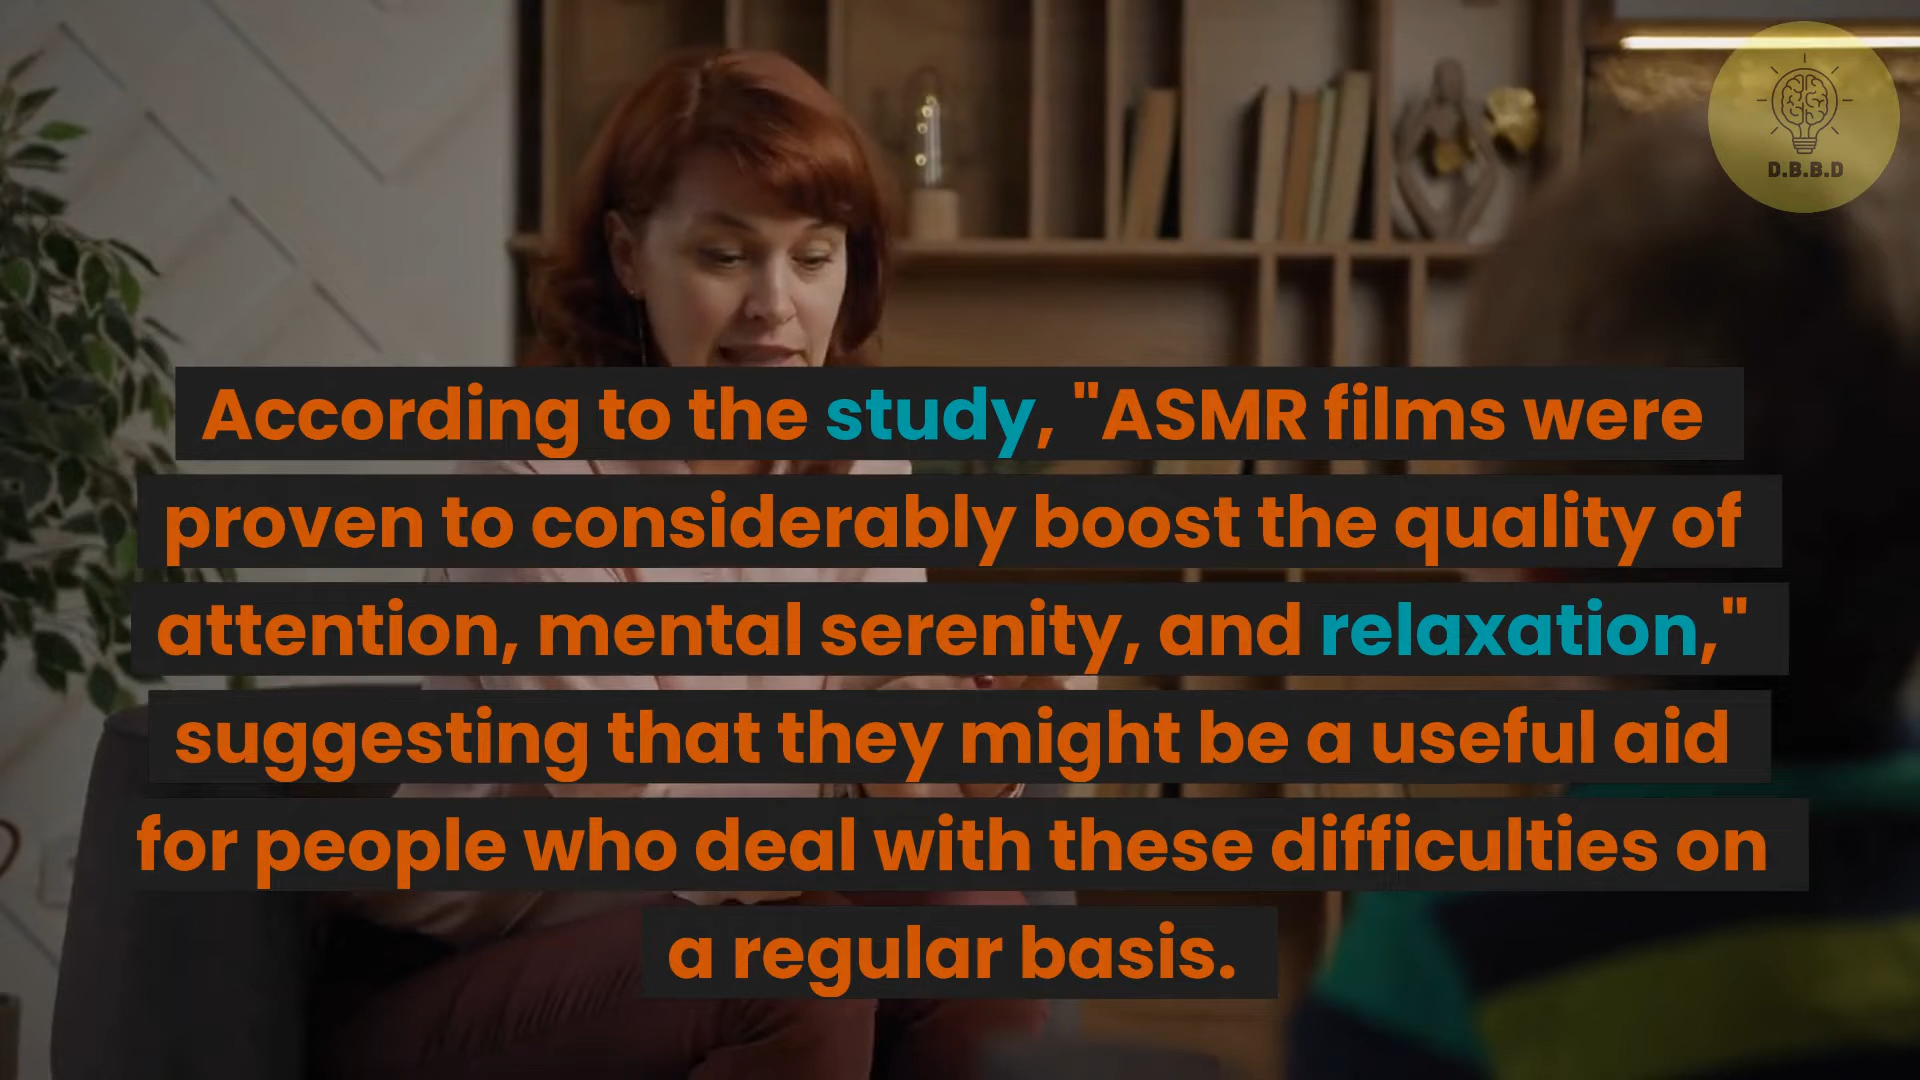 D.B.B.D
According to the study, "ASMR films were
proven to considerably boost the quality of
attention, mental serenity, and relaxation,"
suggesting that they might be a useful aid
for people who deal with these difficulties on
a regular basis.